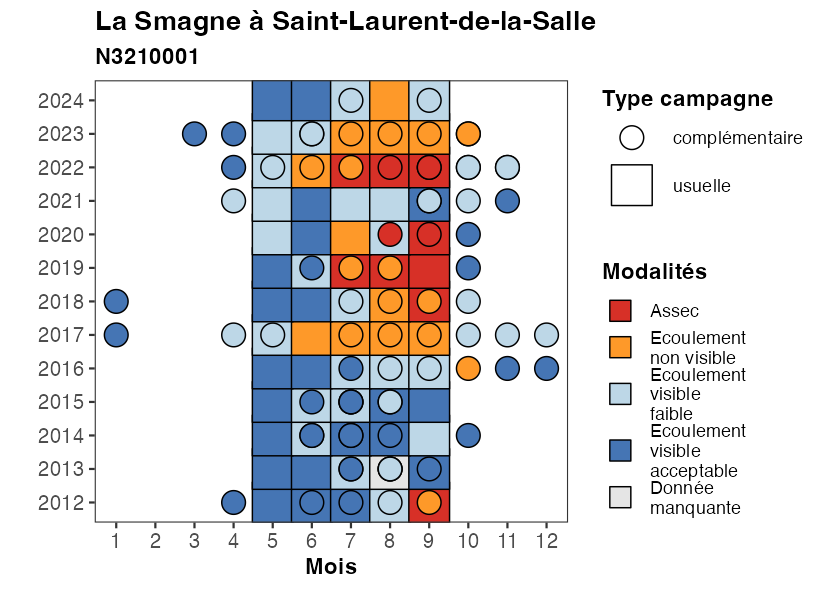 La Smagne à Saint-Laurent-de-la-Salle
N3210001
2024
2023
2022
2021
2020
2019
2018
2017
2016
2015
2014
2013
2012
1 2 3 4 5 6 7 8 9 10 11 12
Mois
Type campagne
complémentaire
usuelle
Modalités
Assec
Ecoulement
non visible
Ecoulement
visible
faible
Ecoulement
visible
acceptable
Donnée
manquante